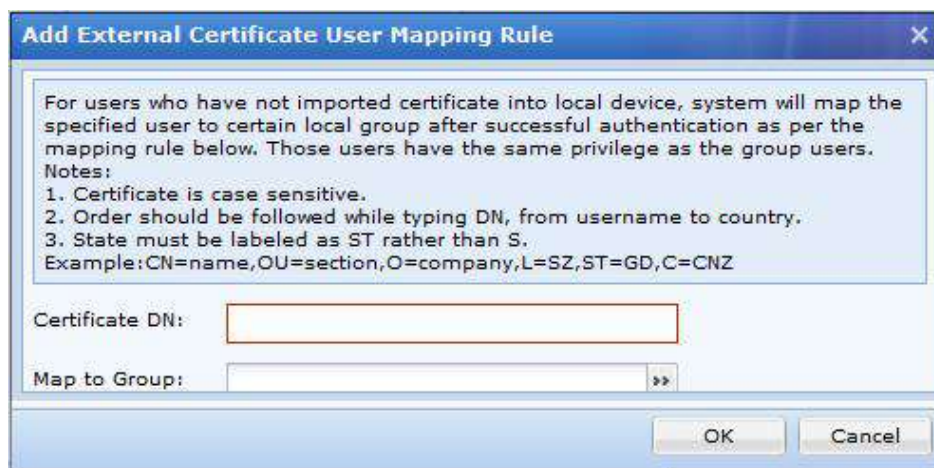 Add External Certificate User Mapping Rule
For users who have not imported certificate into local device, system will map the
specified user to certain local group after successful authentication as per the
mapping rule below. Those users have the same privilege as the group users.
Notes:
1. Certificate is case sensitive.
2. Order should be followed while typing DN, from username to country.
3. State must be labeled as ST rather than S.
Example:CN=name,OU=section,O=company,L=SZ,ST=GD,C=CNZ
Certificate DN:
Map to Group:
OK Cancel